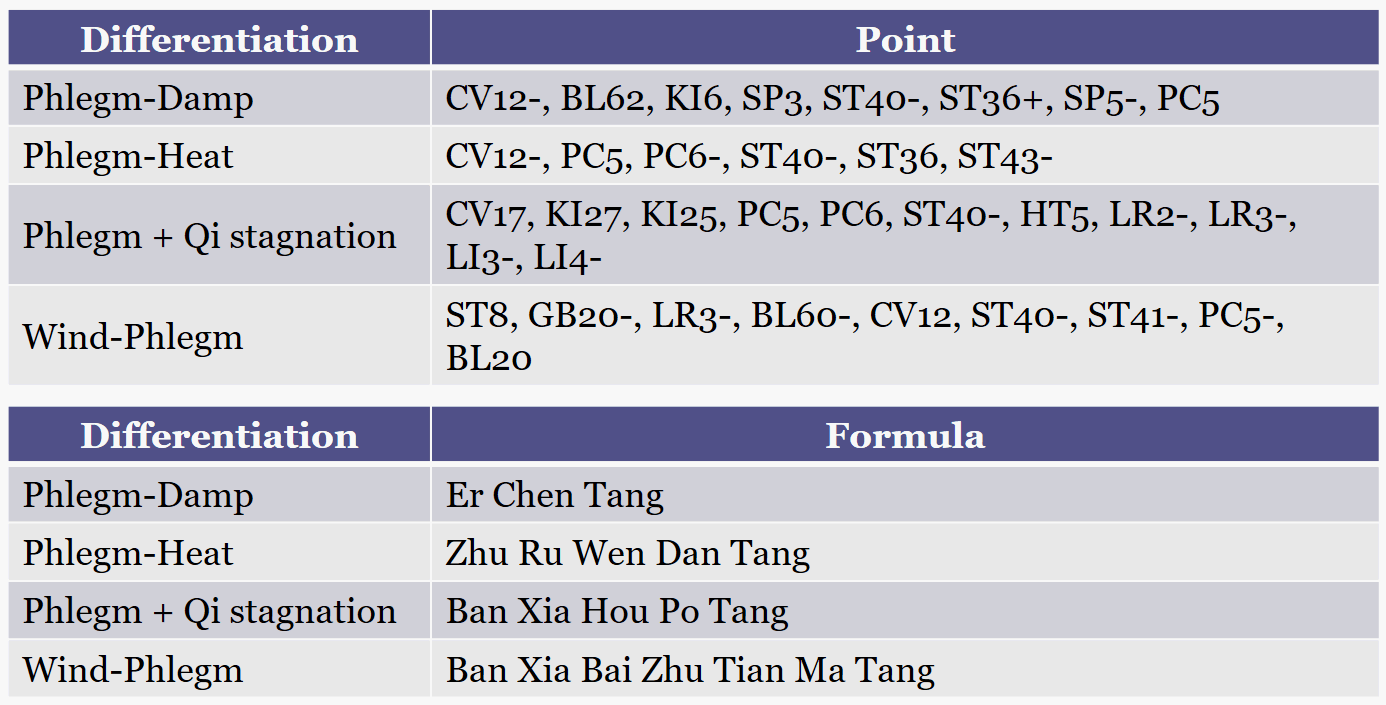 Differentiation Point
Phlegm-Damp CV12-, BL62, KI6, SP3, ST40-, ST36+, SP5-, PC5
Phlegm-Heat CV12-, PC5, PC6-, ST40-, ST36, ST43-
Phlegm + Qi stagnation CV17, KI27, KI25, PC5, PC6, ST40-, HT5, LR2-, LR3-,
LI3-, LI4-
Wind-Phlegm ST8, GB20-, LR3-, BL60-, CV12, ST40-, ST41-, PC5-,
BL20
Differentiation Formula
Phlegm-Damp Er Chen Tang
Phlegm-Heat Zhu Ru Wen Dan Tang
Phlegm + Qi stagnation Ban Xia Hou Po Tang
Wind-Phlegm Ban Xia Bai Zhu Tian Ma Tang